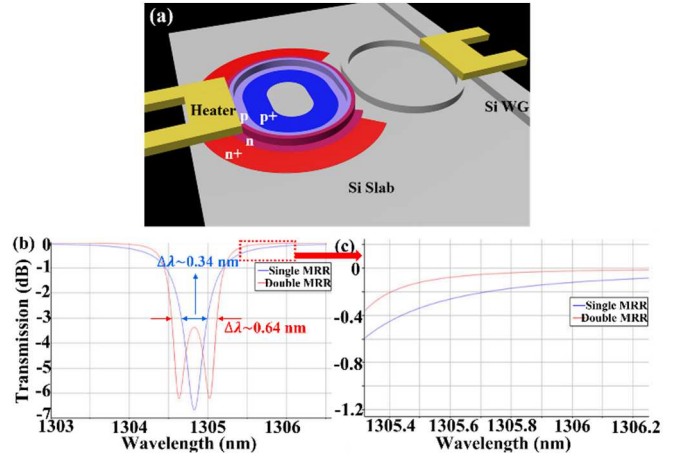 (a)
Heater
p
p+
n
n+
Si WG
Si Slab
(b)
Transmission (dB)
0
-1
-2
-3
-4
-5
-6
-7
Δλ~0.34 nm
Single MRR
Double MRR
Δλ~0.64 nm
1303
1304
1305
1306
Wavelength (nm)
(c)
0
-0.4
-0.8
-1.2
Single MRR
Double MRR
1305.4
1305.6
1305.8
1306
1306.2
Wavelength (nm)